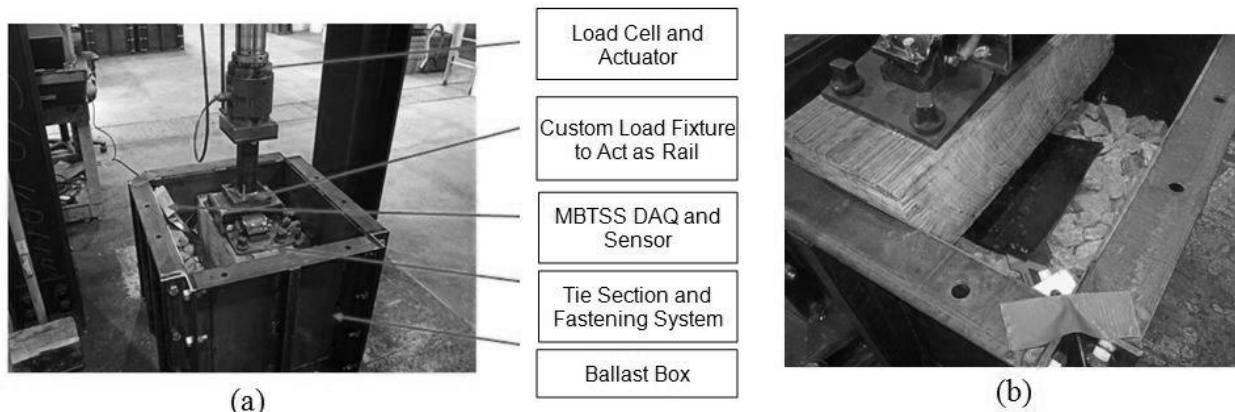 Load Cell and
Actuator
Custom Load Fixture
to Act as Rail
MBTSS DAQ and
Sensor
Tie Section and
Fastening System
Ballast Box
(a)
(b)